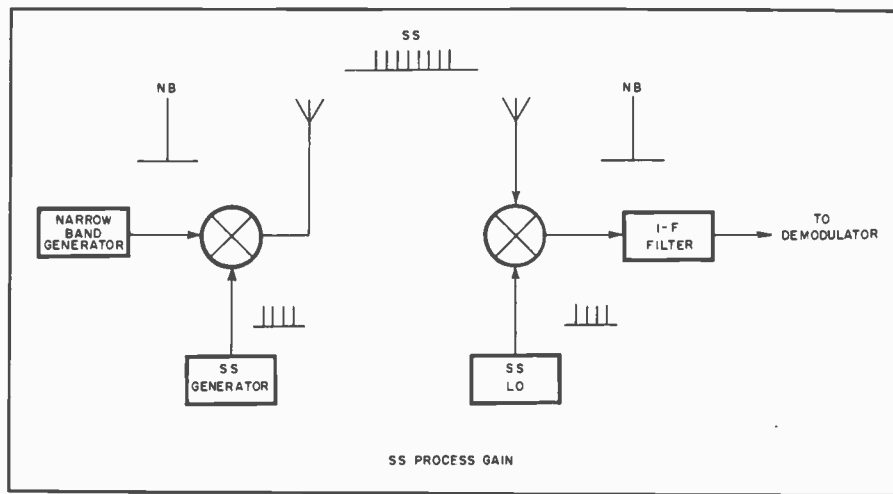 SS
NB
NB
NARROW
BAND
GENERATOR
I-F
FILTER
TO
DEMODULATOR
SS
GENERATOR
SS
LO
SS PROCESS GAIN